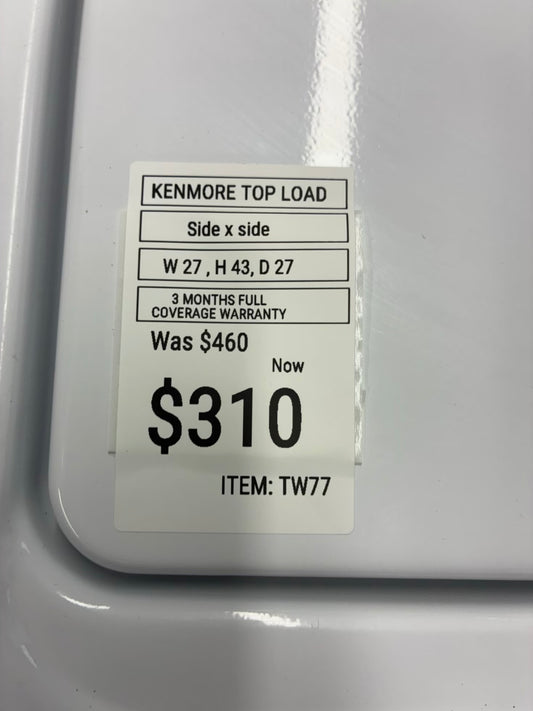 KENMORE TOP LOAD
Side x side
W 27 , H 43, D 27
3 MONTHS FULL
COVERAGE WARRANTY
Was $460
Now
$310
ITEM: TW77